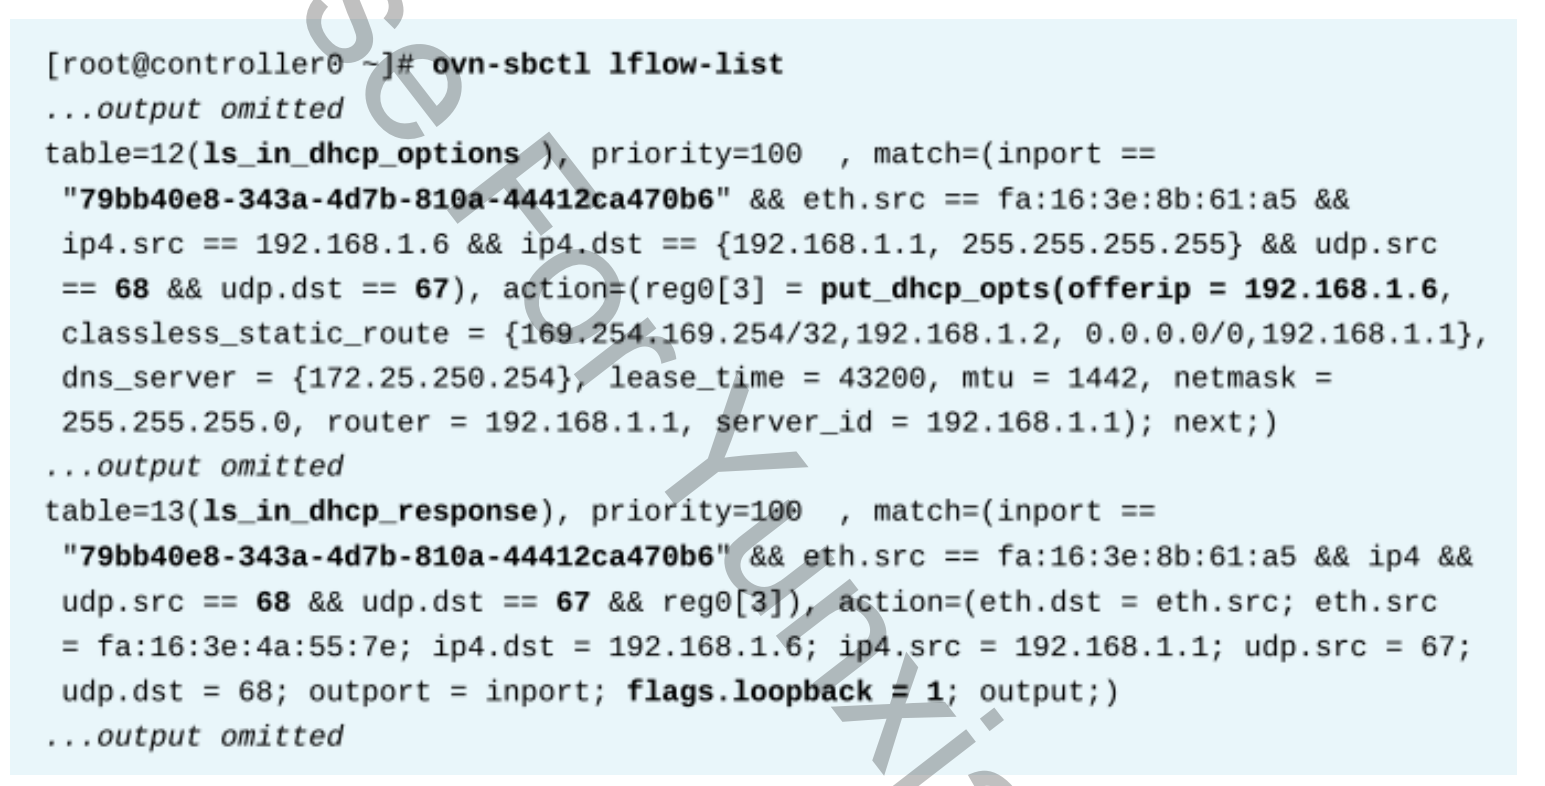 [root@controller0 ~]# ovn-sbctl lflow-list
...output omitted
table=12(ls_in_dhcp_options ), priority=100  , match=(inport ==
"79bb40e8-343a-4d7b-810a-44412ca470b6" && eth.src == fa:16:3e:8b:61:a5 &&
ip4.src == 192.168.1.6 && ip4.dst == {192.168.1.1, 255.255.255.255} && udp.src
== 68 && udp.dst == 67), action=(reg0[3] = put_dhcp_opts(offerip = 192.168.1.6,
classless_static_route = {169.254.169.254/32,192.168.1.2, 0.0.0.0/0,192.168.1.1},
dns_server = {172.25.250.254}, lease_time = 43200, mtu = 1442, netmask =
255.255.255.0, router = 192.168.1.1, server_id = 192.168.1.1); next;)
...output omitted
table=13(ls_in_dhcp_response), priority=100  , match=(inport ==
"79bb40e8-343a-4d7b-810a-44412ca470b6" && eth.src == fa:16:3e:8b:61:a5 && ip4 &&
udp.src == 68 && udp.dst == 67 && reg0[3]), action=(eth.dst = eth.src; eth.src
= fa:16:3e:4a:55:7e; ip4.dst = 192.168.1.6; ip4.src = 192.168.1.1; udp.src = 67;
udp.dst = 68; outport = inport; flags.loopback = 1; output;)
...output omitted
se For Yunxi